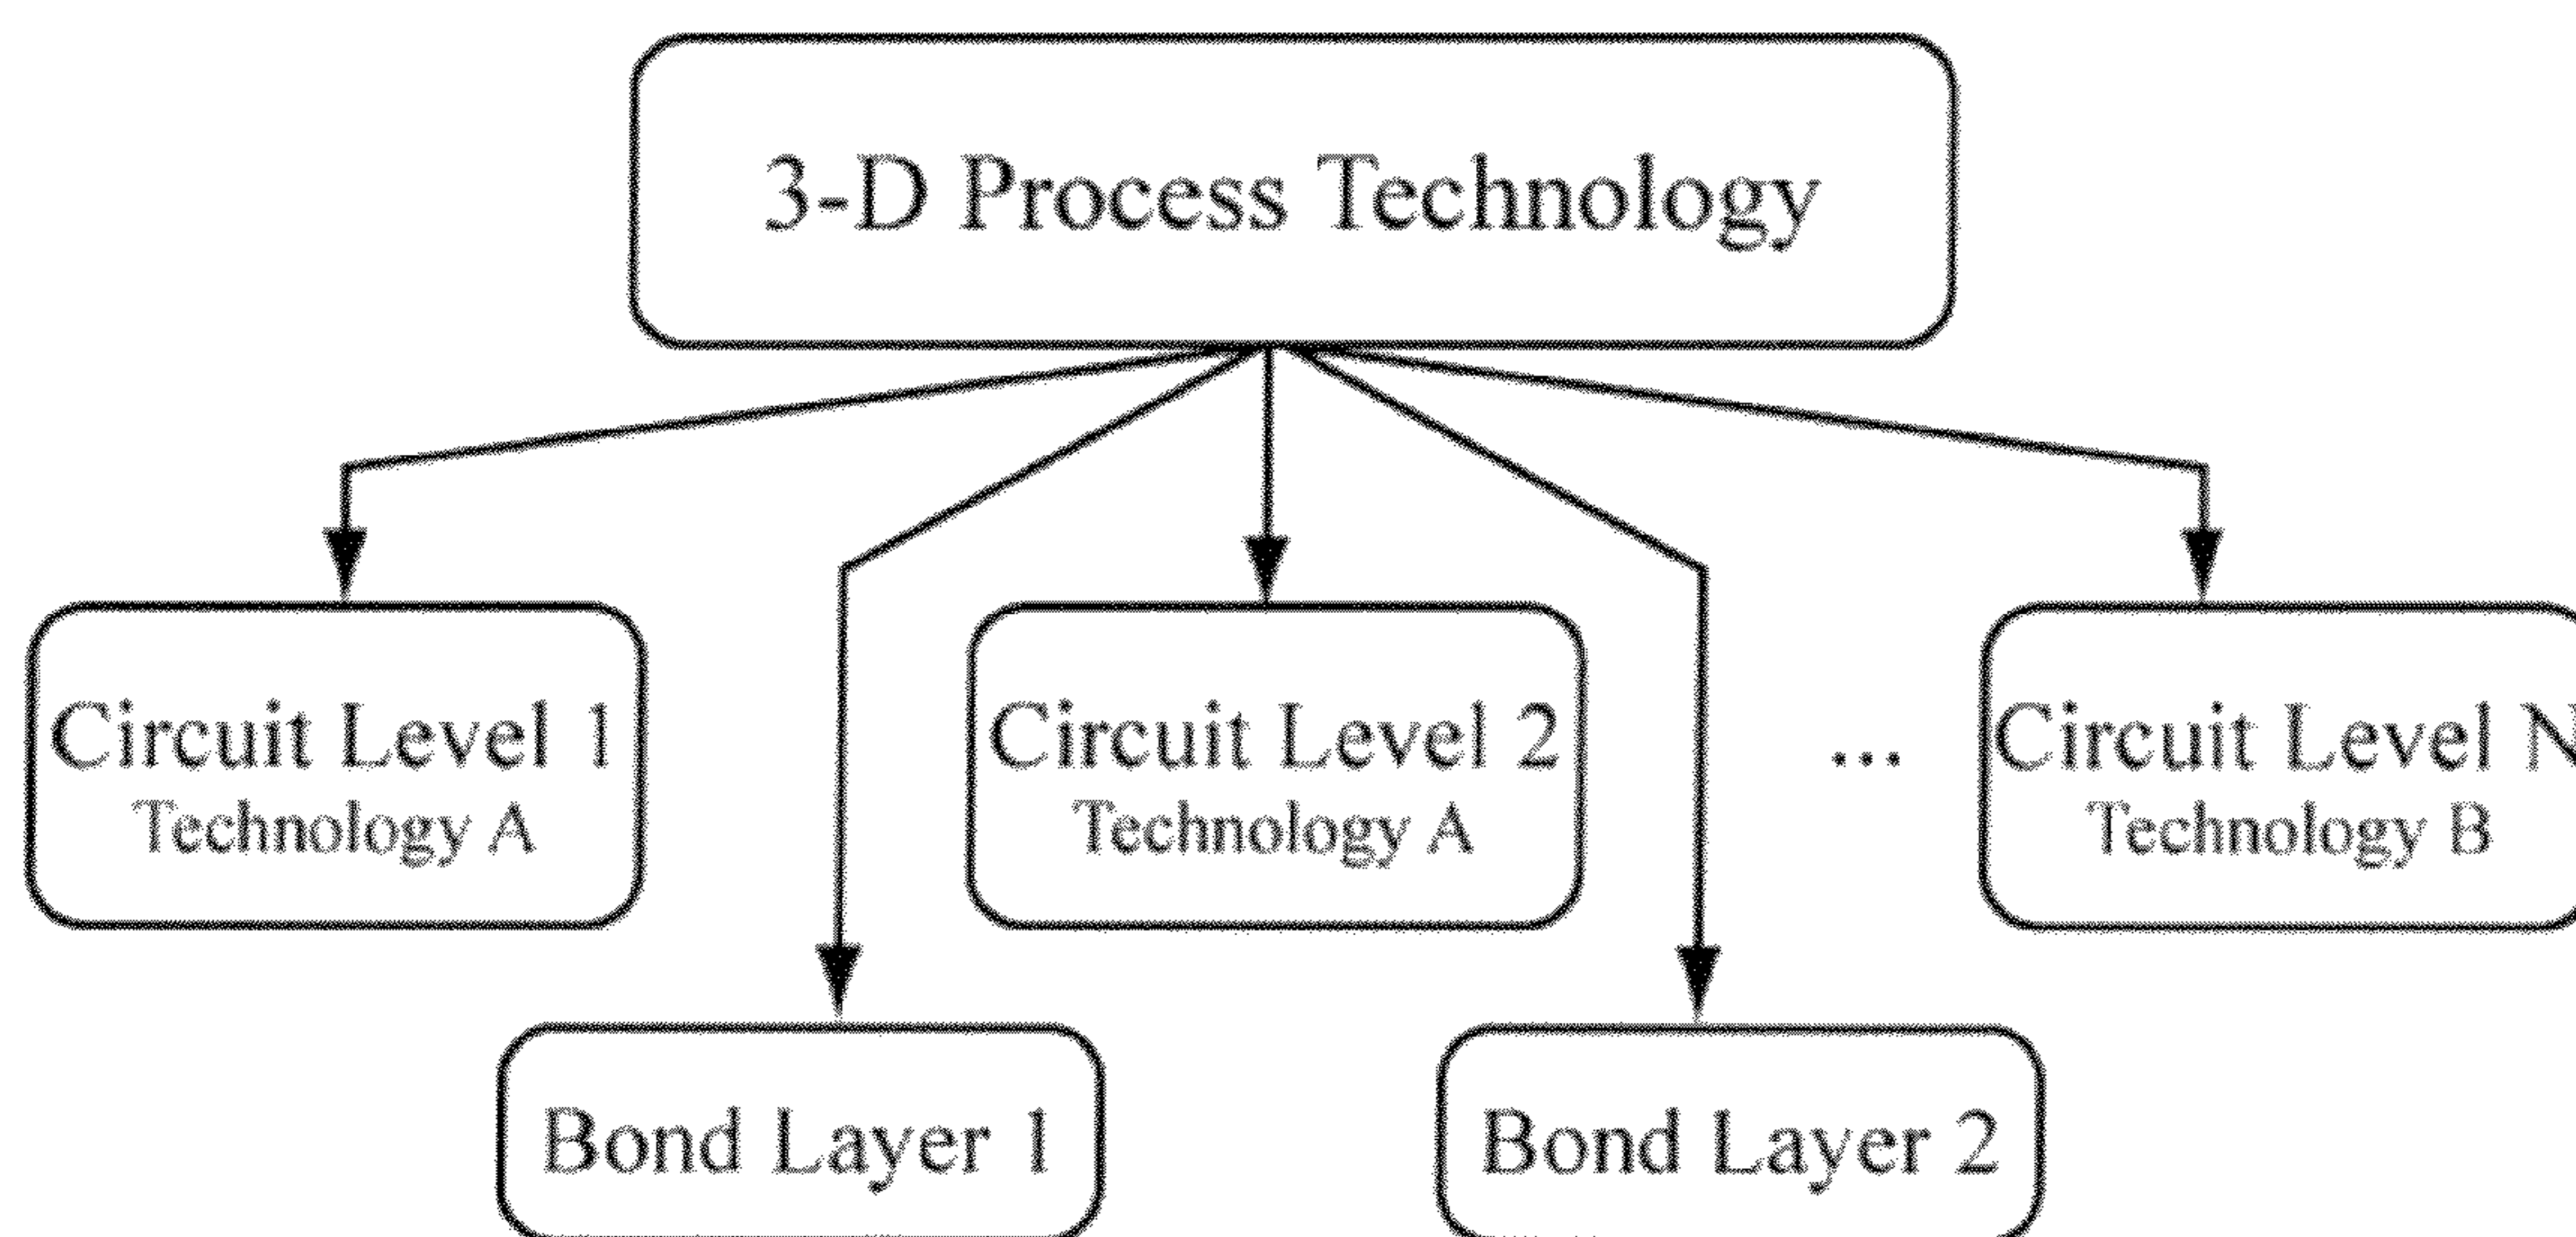 3-D Process Technology
Circuit Level 1
Technology A
Circuit Level 2
Technology A
...
Circuit Level N
Technology B
Bond Layer 1
Bond Layer 2